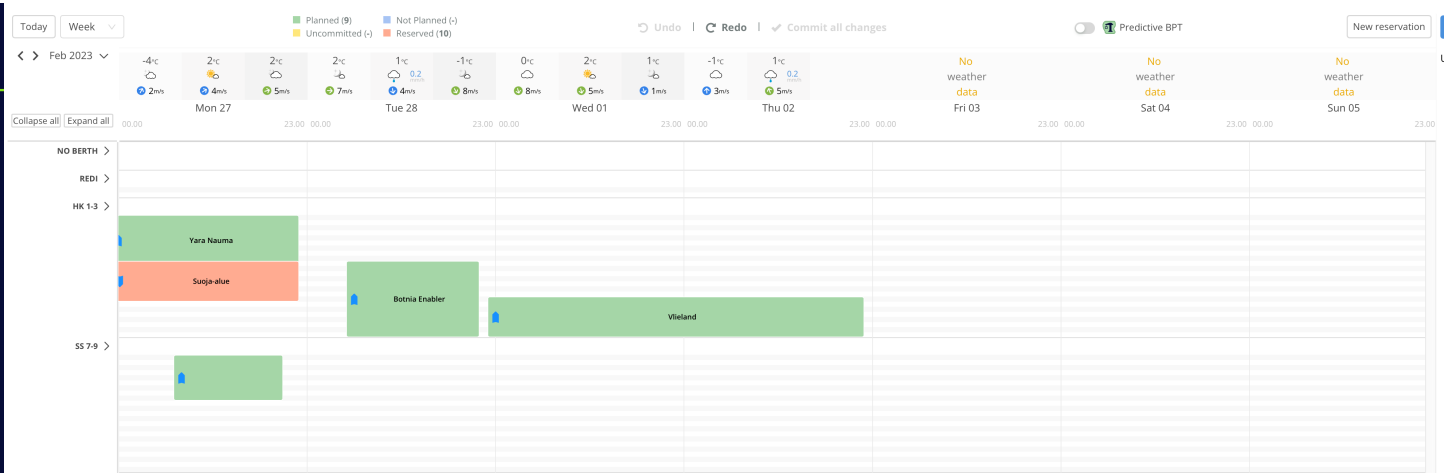 Today Week Planned (9) Not Planned (-) Undo Redo Commit all changes Predictive BPT New reservation
Uncommitted (-) Reserved (10)
Feb 2023
-4°C 2°C 2°C 2°C 1°C -1°C 0°C 2°C 1°C -1°C 1°C No No No
0.2 0.2 weather weather weather
mm/h mm/h
2m/s 4m/s 5m/s 7m/s 4m/s 8m/s 8m/s 5m/s 1m/s 3m/s 5m/s data data data
Mon 27 Tue 28 Wed 01 Thu 02 Fri 03 Sat 04 Sun 05
Collapse all Expand all 00.00 23.00 00.00 23.00 00.00 23.00 00.00 23.00 00.00 23.00 00.00 23.00 00.00 23.00
NO BERTH
REDI
HK 1-3
Yara Nauma
Suoja-alue
Botnia Enabler
Vlieland
SS 7-9